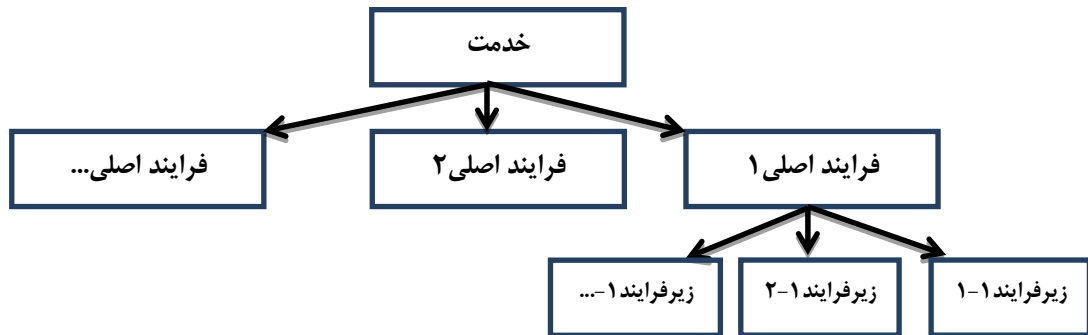 خدمت
فرایند اصلی۱
فرایند اصلی۲
فرایند اصلی...
زیرفرایند۱-۱
زیرفرایند۱-۲
زیرفرایند۱-...